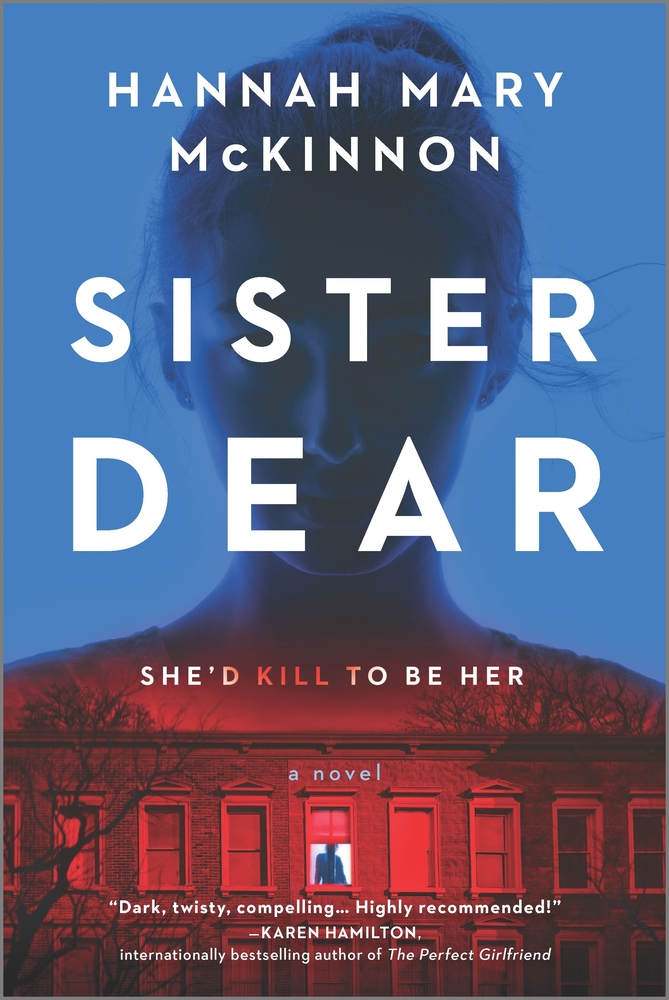 HANNAH MARY
McKINNON
SISTER
DEAR
SHE'D KILL TO BE HER
a novel
“Dark, twisty, compelling... Highly recommended!”
—KAREN HAMILTON,
internationally bestselling author of The Perfect Girlfriend